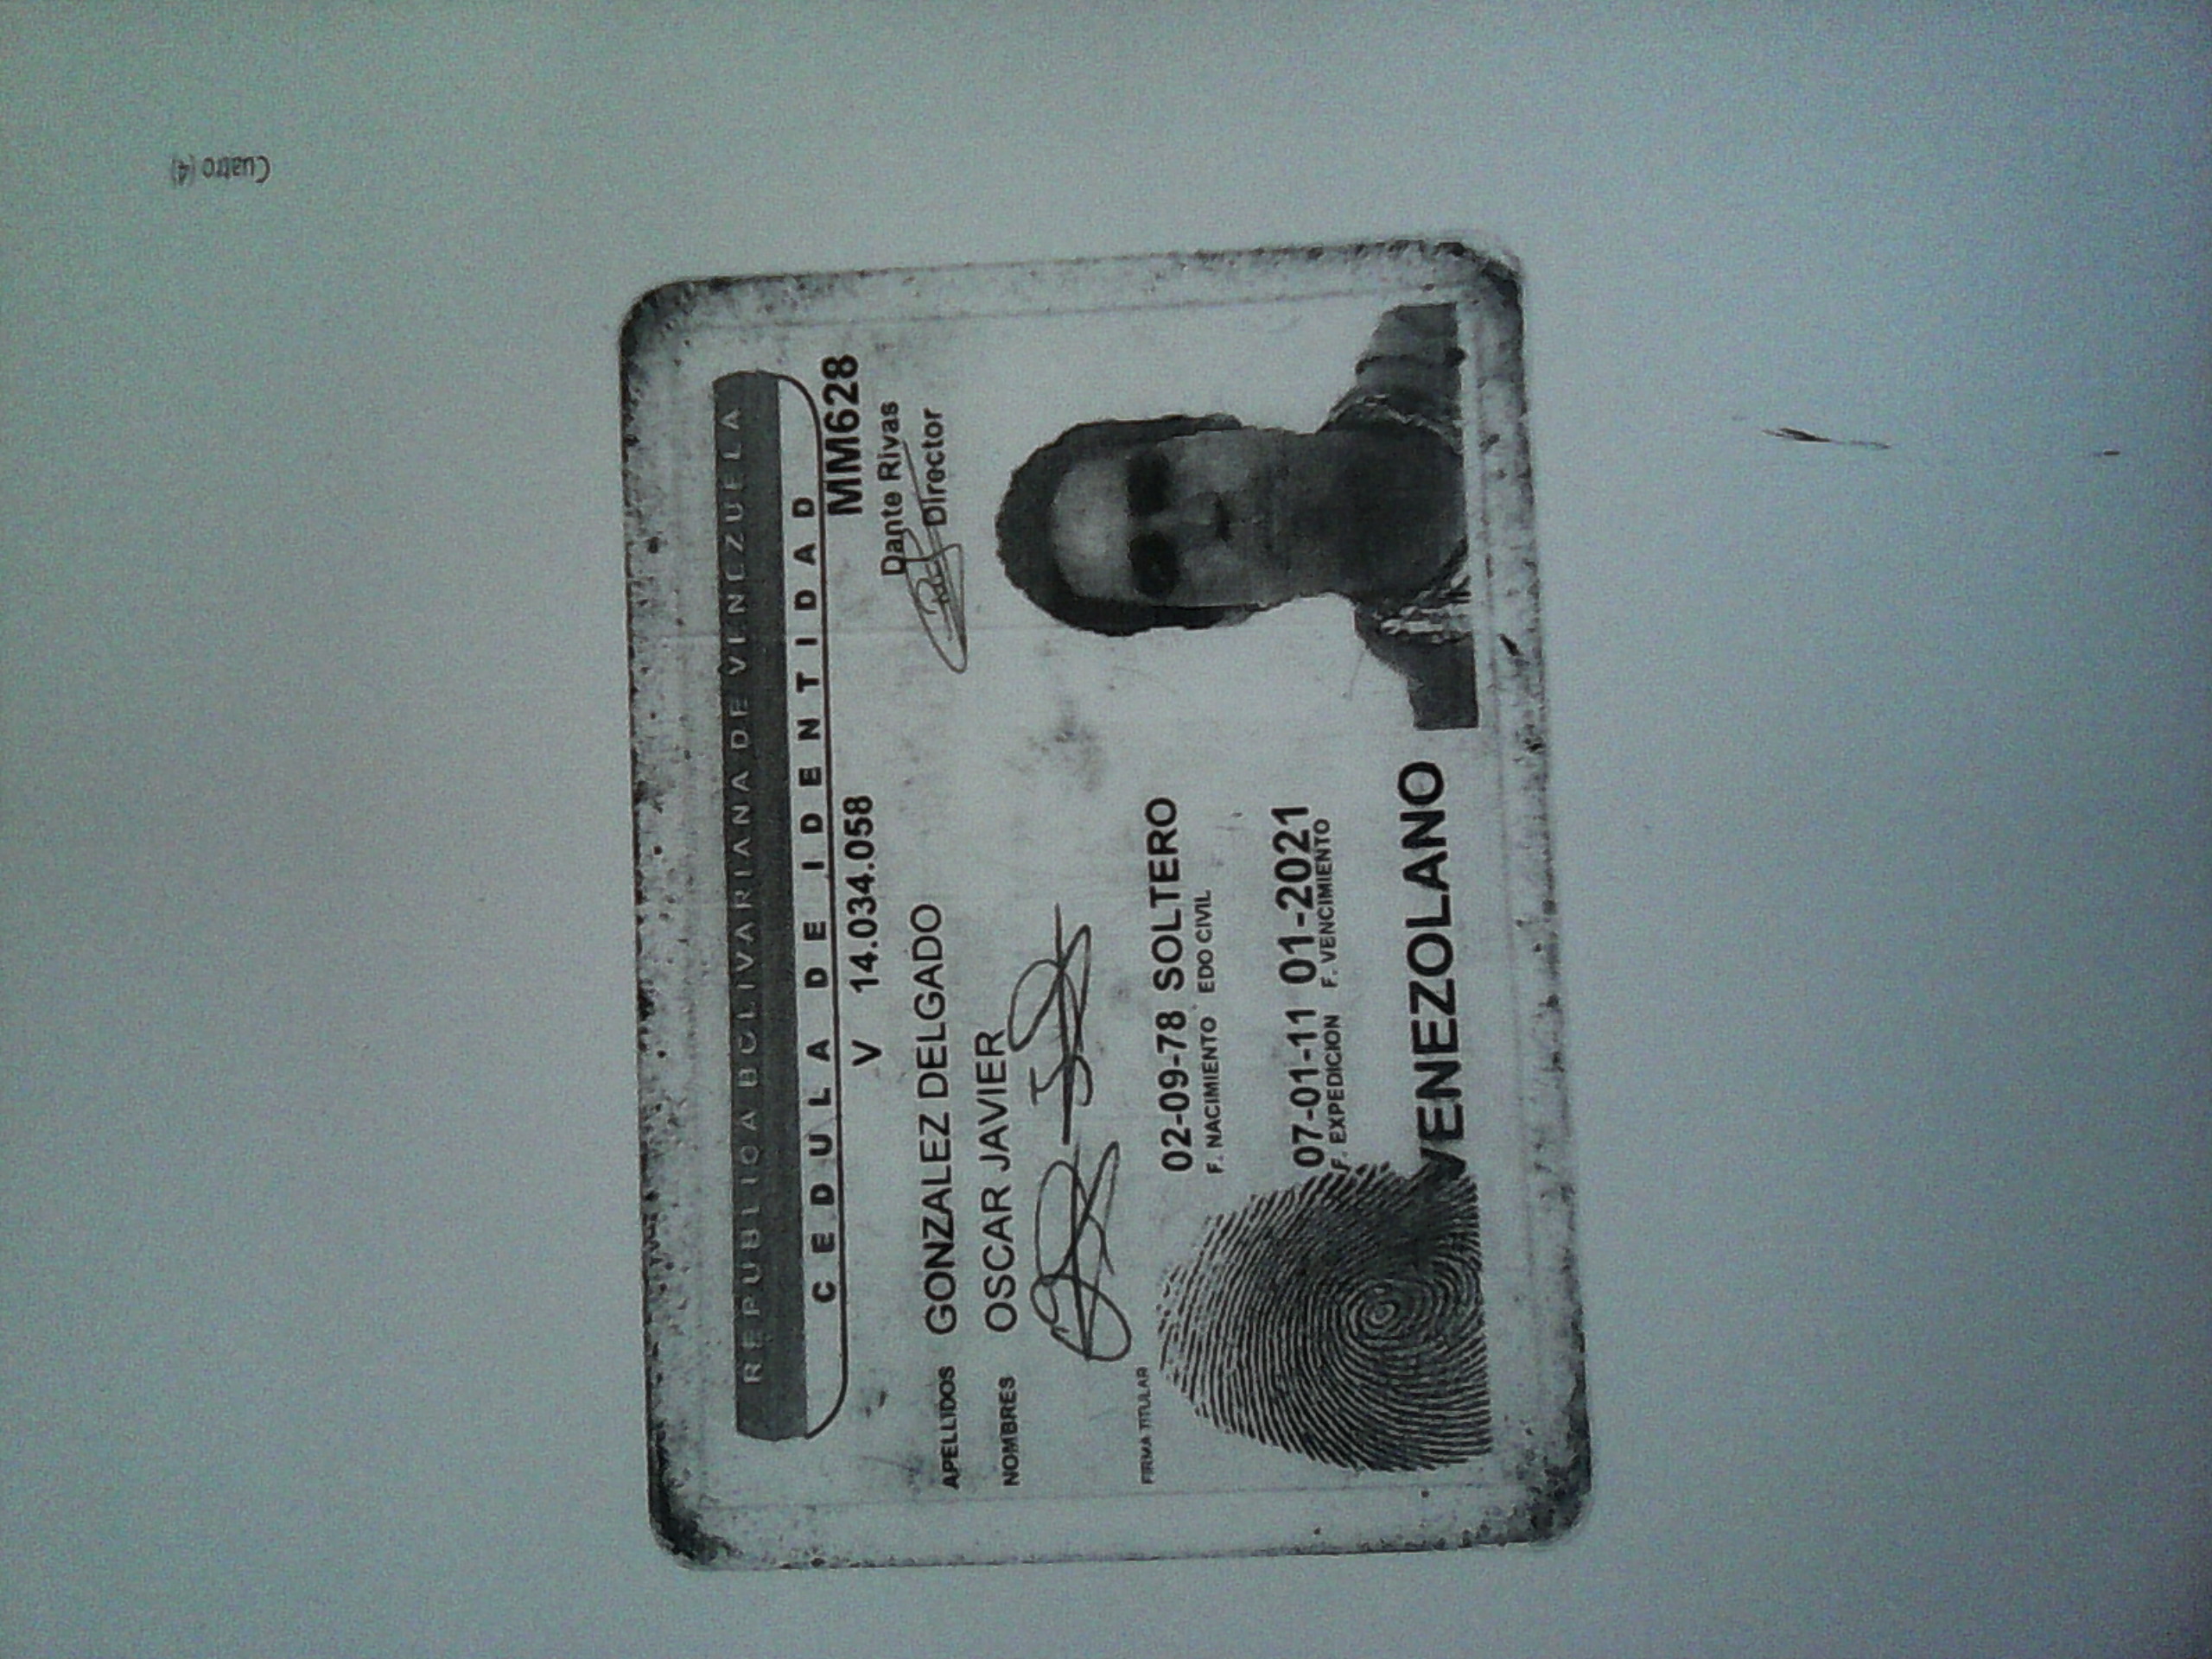 Cuatro (4)
REPUBLICA BOLIVARIANA DE VENEZUELA
CEDULA DE IDENTIDAD
V 14.034.058 MM628
Dante Rivas
Director
APELLIDOS GONZALEZ DELGADO
NOMBRES OSCAR JAVIER
FIRMA TITULAR
02-09-78 SOLTERO
F. NACIMIENTO EDO CIVIL
07-01-11 01-2021
F. EXPEDICION F. VENCIMIENTO
VENEZOLANO